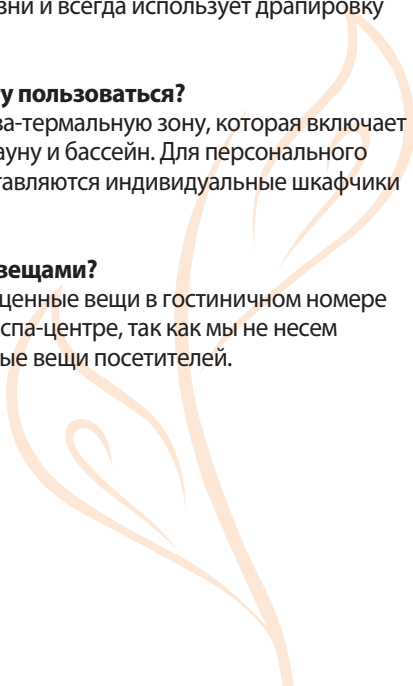 зни и всегда использует драпировку
у пользоваться?
ва-термальную зону, которая включает
ауну и бассейн. Для персонального
тавляются индивидуальные шкафчики
вещами?
ценные вещи в гостиничном номере
спа-центре, так как мы не несем
ые вещи посетителей.